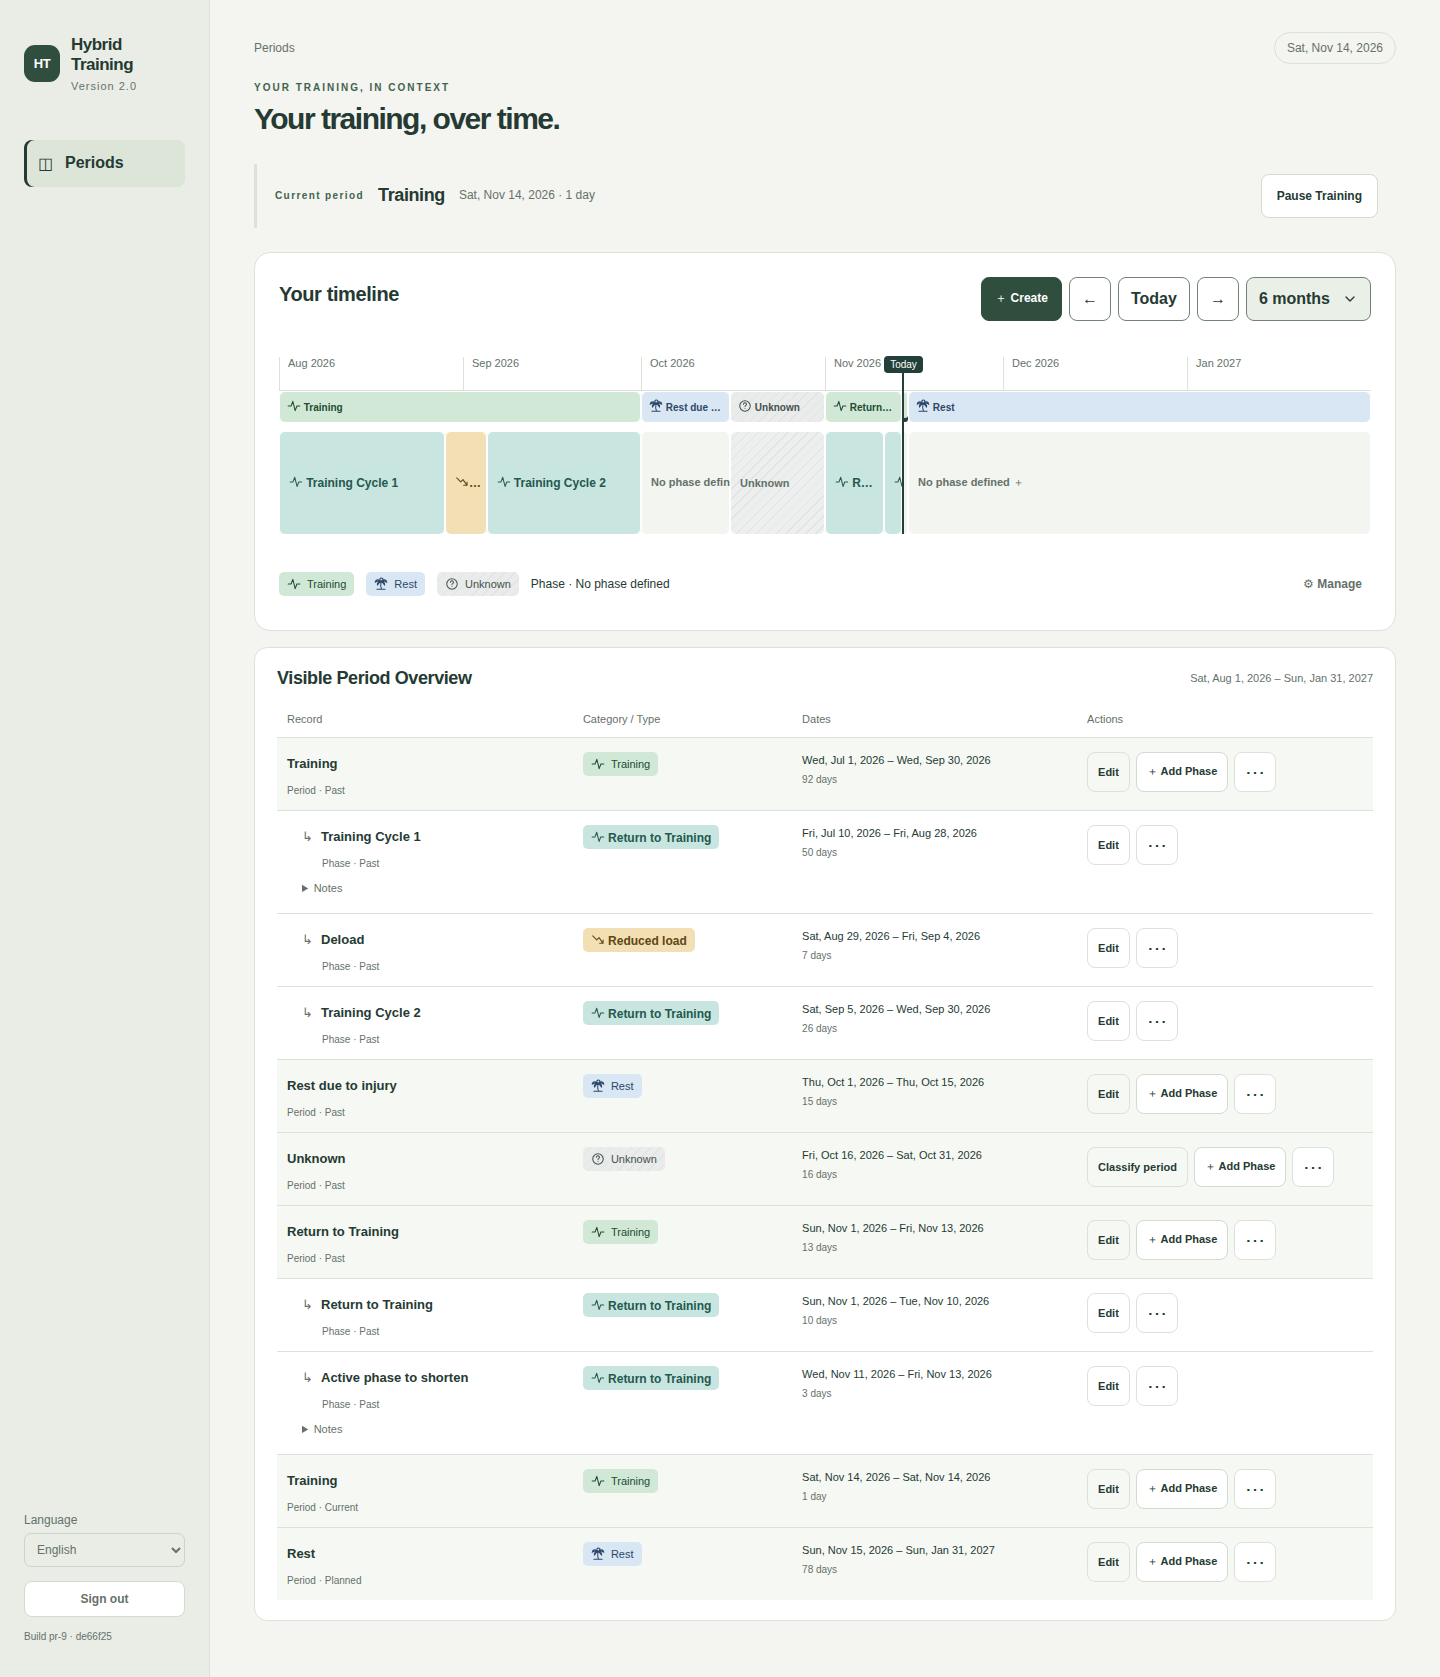 HT
Hybrid
Training
Version 2.0
Periods
Language
English
Sign out
Build pr-9 · de66f25
Periods
Sat, Nov 14, 2026
YOUR TRAINING, IN CONTEXT
Your training, over time.
Current period Training Sat, Nov 14, 2026 · 1 day
Pause Training
Your timeline
+ Create
←
Today
→
6 months
Aug 2026 Sep 2026 Oct 2026 Nov 2026 Today Dec 2026 Jan 2027
Training Rest due … Unknown Return… Rest
Training Cycle 1 … Training Cycle 2 No phase defin Unknown R… No phase defined +
Training Rest Unknown Phase · No phase defined
⚙ Manage
Visible Period Overview
Sat, Aug 1, 2026 – Sun, Jan 31, 2027
Record Category / Type Dates Actions
Training Training Wed, Jul 1, 2026 – Wed, Sep 30, 2026 Edit + Add Phase ···
Period · Past 92 days
↳ Training Cycle 1 Return to Training Fri, Jul 10, 2026 – Fri, Aug 28, 2026 Edit ···
Phase · Past 50 days
▶ Notes
↳ Deload Reduced load Sat, Aug 29, 2026 – Fri, Sep 4, 2026 Edit ···
Phase · Past 7 days
↳ Training Cycle 2 Return to Training Sat, Sep 5, 2026 – Wed, Sep 30, 2026 Edit ···
Phase · Past 26 days
Rest due to injury Rest Thu, Oct 1, 2026 – Thu, Oct 15, 2026 Edit + Add Phase ···
Period · Past 15 days
Unknown Unknown Fri, Oct 16, 2026 – Sat, Oct 31, 2026 Classify period + Add Phase ···
Period · Past 16 days
Return to Training Training Sun, Nov 1, 2026 – Fri, Nov 13, 2026 Edit + Add Phase ···
Period · Past 13 days
↳ Return to Training Return to Training Sun, Nov 1, 2026 – Tue, Nov 10, 2026 Edit ···
Phase · Past 10 days
↳ Active phase to shorten Return to Training Wed, Nov 11, 2026 – Fri, Nov 13, 2026 Edit ···
Phase · Past 3 days
▶ Notes
Training Training Sat, Nov 14, 2026 – Sat, Nov 14, 2026 Edit + Add Phase ···
Period · Current 1 day
Rest Rest Sun, Nov 15, 2026 – Sun, Jan 31, 2027 Edit + Add Phase ···
Period · Planned 78 days